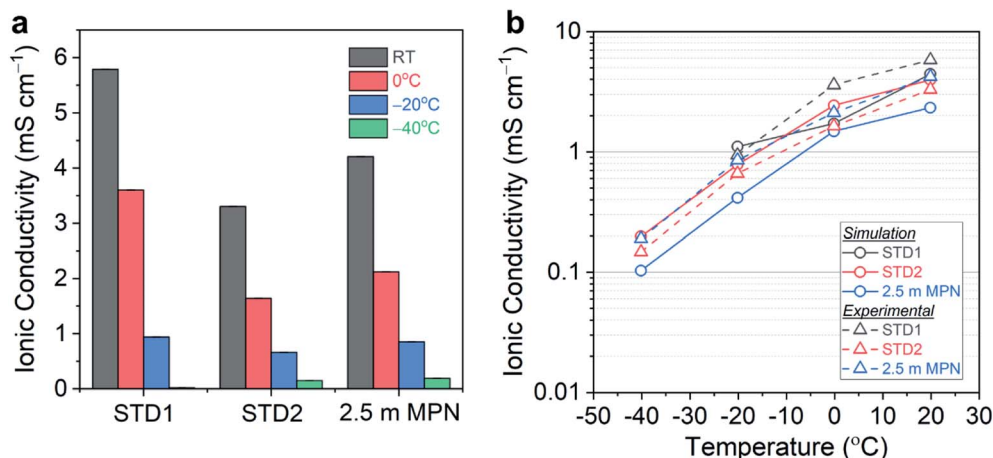 a
Ionic Conductivity (mS cm⁻¹)
6
5
4
3
2
1
0
RT
0°C
–20°C
–40°C
STD1 STD2 2.5 m MPN
b
Ionic Conductivity (mS cm⁻¹)
10
1
0.1
0.01
Simulation
STD1
STD2
2.5 m MPN
Experimental
STD1
STD2
2.5 m MPN
-50 -40 -30 -20 -10 0 10 20 30
Temperature (°C)